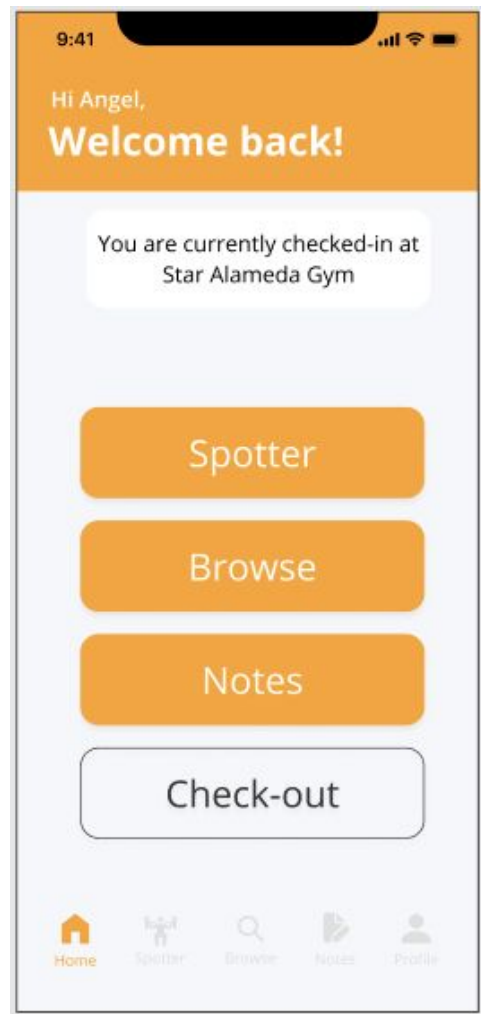 9:41
Hi Angel,
Welcome back!
You are currently checked-in at
Star Alameda Gym
Spotter
Browse
Notes
Check-out
Home Spotter Browse Notes Profile